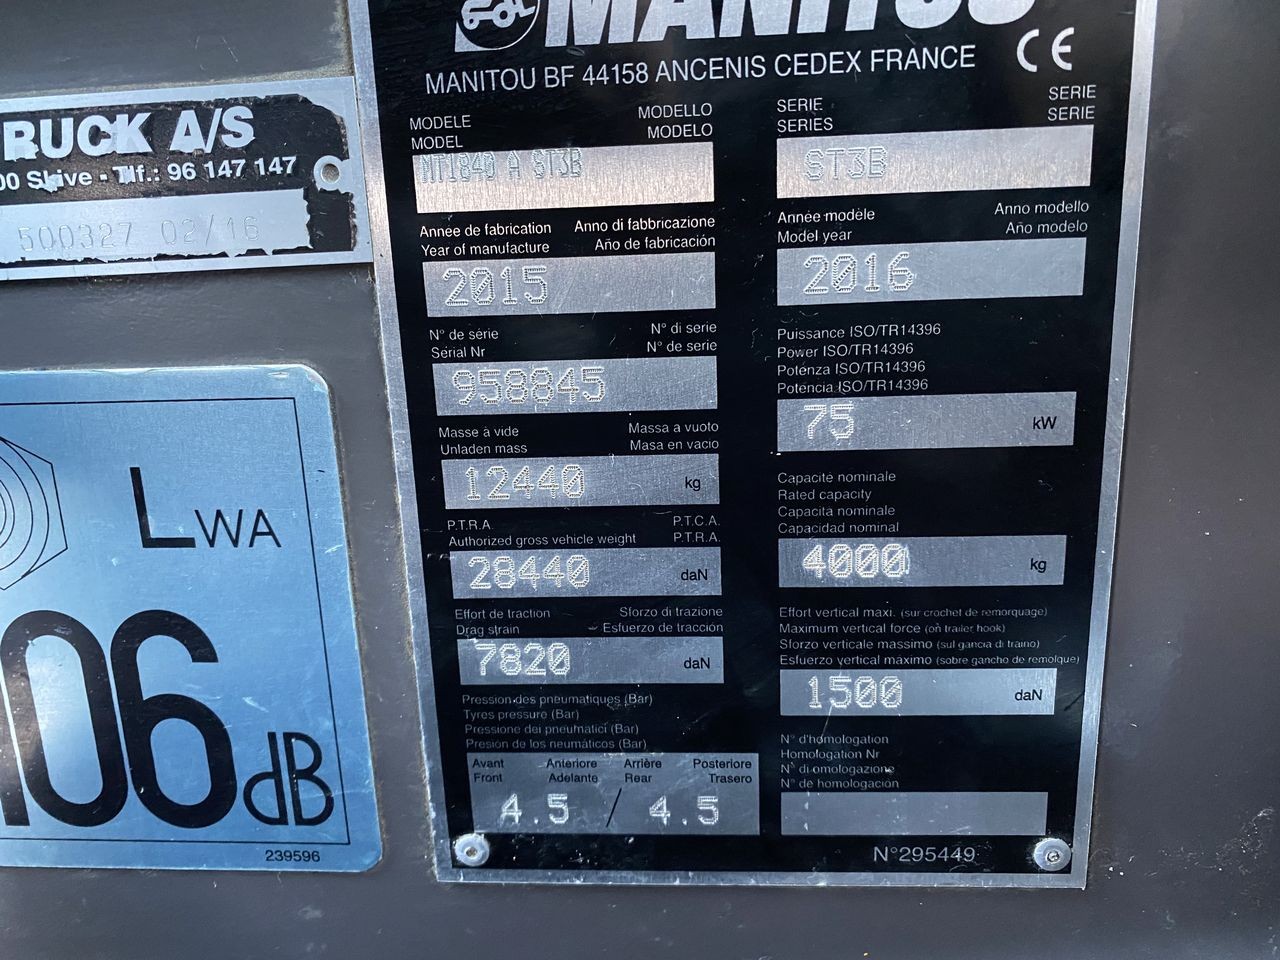 MANITOU
MANITOU BF 44158 ANCENIS CEDEX FRANCE CE
MODELE MODELLO
MODEL MODELO
MT1840 A ST3B
SERIE SERIE
SERIES SERIE
ST3B
Année de fabrication Anno di fabbricazione
Year of manufacture Año de fabricación
2015
Année modèle Anno modello
Model year Año modelo
2016
N° de série N° di serie
Serial Nr N° de serie
958845
Puissance ISO/TR14396
Power ISO/TR14396
Potenza ISO/TR14396
Potencia ISO/TR14396
75 kW
Masse à vide Massa a vuoto
Unladen mass Masa en vacio
12440 kg
Capacité nominale
Rated capacity
Capacita nominale
Capacidad nominal
4000 kg
P.T.R.A. P.T.C.A.
Authorized gross vehicle weight P.T.R.A.
28440 daN
Effort de traction Sforzo di trazione
Drag strain Esfuerzo de tracción
7820 daN
Effort vertical maxi. (sur crochet de remorquage)
Maximum vertical force (on trailer hook)
Sforzo verticale massimo (sul gancia di traino)
Esfuerzo vertical maximo (sobre gancho de remolque)
1500 daN
Pression des pneumatiques (Bar)
Tyres pressure (Bar)
Pressione dei pneumatici (Bar)
Presión de los neumáticos (Bar)
Avant Anteriore Arrière Posteriore
Front Adelante Rear Trasero
4.5 / 4.5
N° d'homologation
Homologation Nr
N° di omologazione
N° de homologación
N°295449
RUCK A/S
00 Skive - Tlf.: 96 147 147
500327 02/16
LWA
106 dB
239596